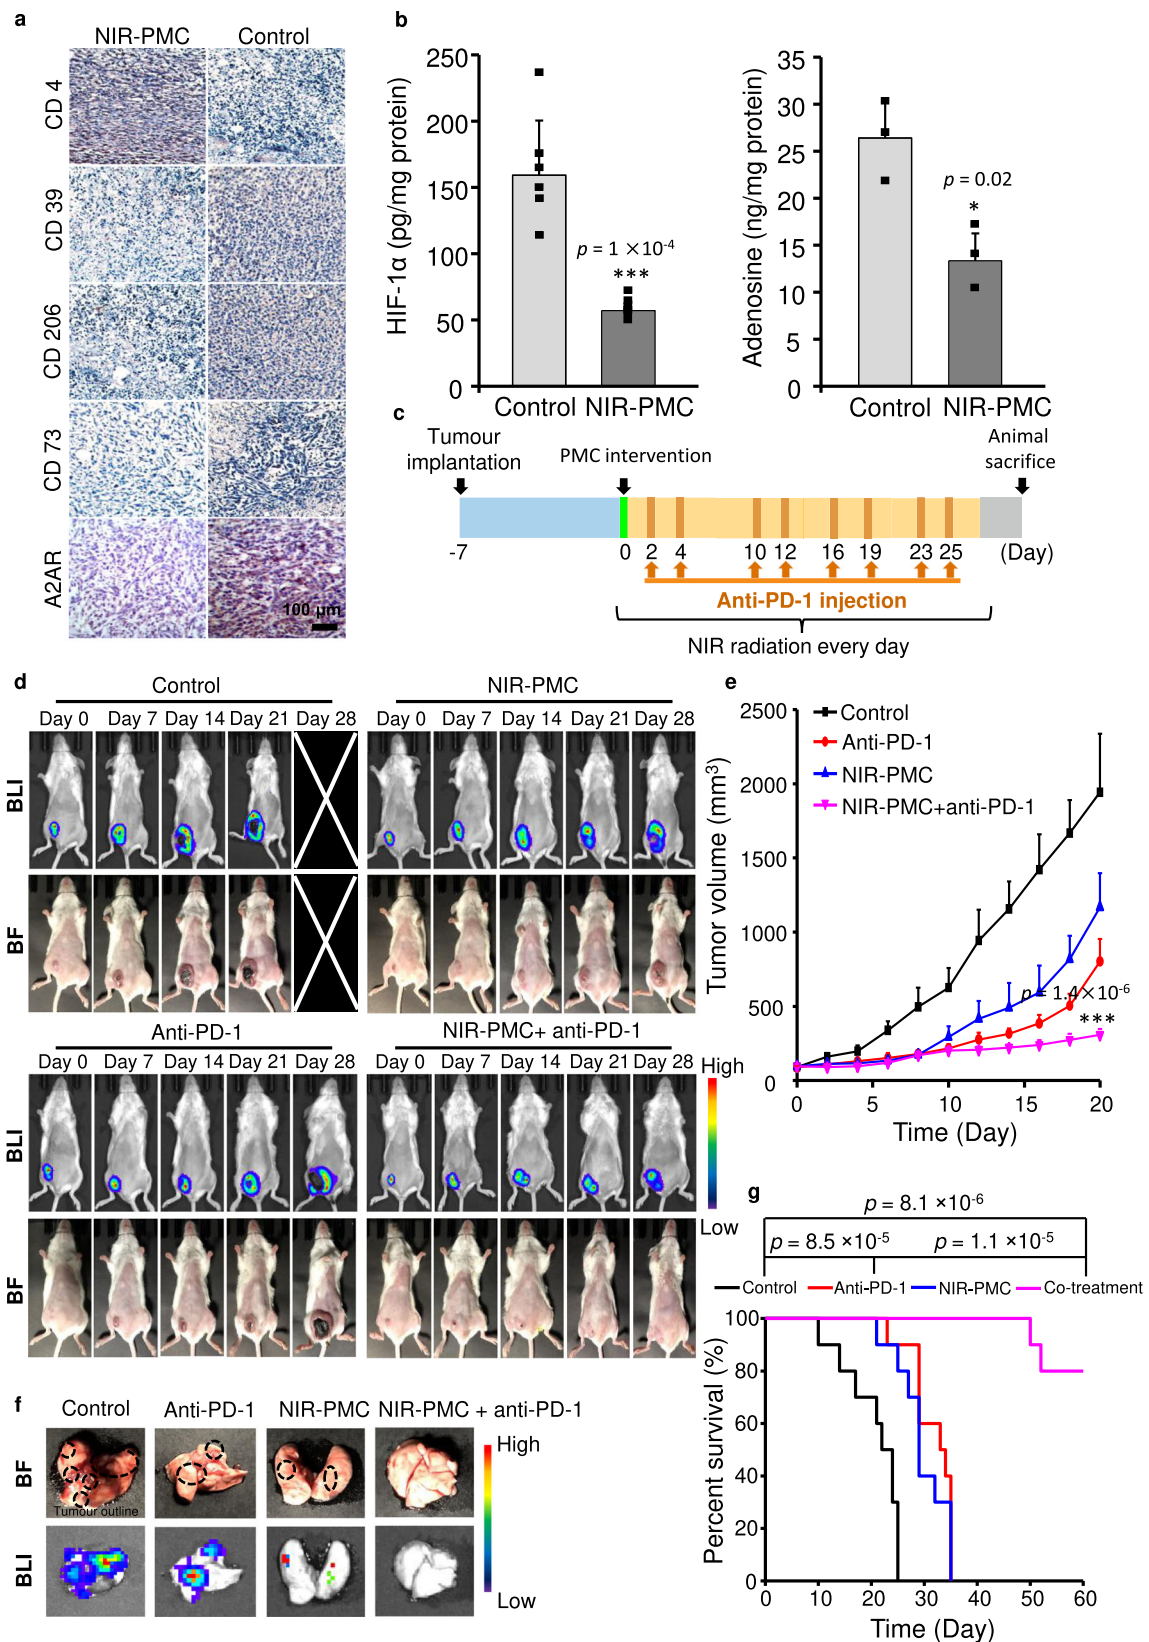 a
NIR-PMC Control
CD 4
CD 39
CD 206
CD 73
A2AR
100 μm
b
HIF-1α (pg/mg protein)
250
200
150
100
50
0
p = 1 ×10-4
***
Control NIR-PMC
Adenosine (ng/mg protein)
35
30
25
20
15
10
5
0
p = 0.02
*
Control NIR-PMC
c
Tumour implantation
PMC intervention
Animal sacrifice
-7 0 2 4 10 12 16 19 23 25 (Day)
Anti-PD-1 injection
NIR radiation every day
d
Control
Day 0 Day 7 Day 14 Day 21 Day 28
NIR-PMC
Day 0 Day 7 Day 14 Day 21 Day 28
BLI
BF
Anti-PD-1
Day 0 Day 7 Day 14 Day 21 Day 28
NIR-PMC+ anti-PD-1
Day 0 Day 7 Day 14 Day 21 Day 28
BLI
BF
High
Low
e
Tumor volume (mm3)
2500
2000
1500
1000
500
0
Control
Anti-PD-1
NIR-PMC
NIR-PMC+anti-PD-1
p = 1.4×10-6
***
0 5 10 15 20
Time (Day)
f
Control Anti-PD-1 NIR-PMC NIR-PMC + anti-PD-1
BF
Tumour outline
BLI
High
Low
g
p = 8.1 ×10-6
p = 8.5 ×10-5 p = 1.1 ×10-5
Control Anti-PD-1 NIR-PMC Co-treatment
Percent survival (%)
100
80
60
40
20
0
0 10 20 30 40 50 60
Time (Day)